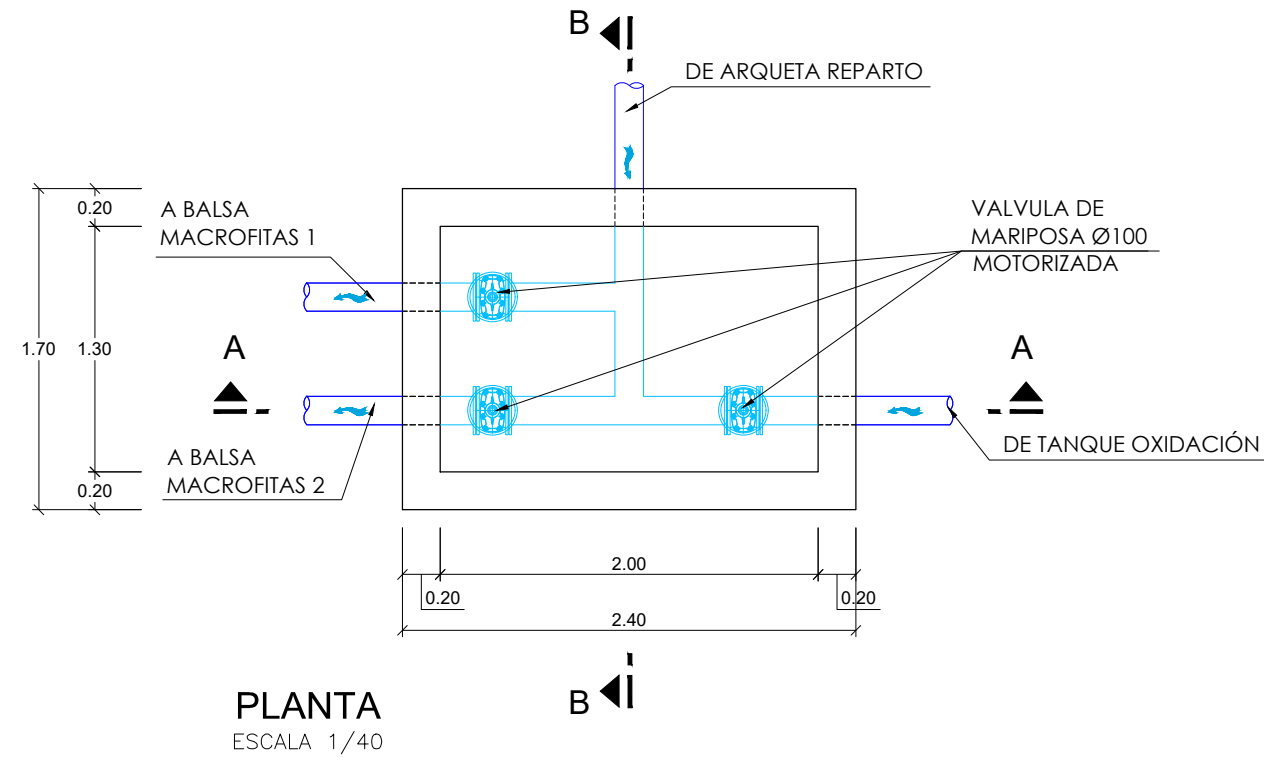 B
DE ARQUETA REPARTO
0.20
A BALSA
MACROFITAS 1
VALVULA DE
MARIPOSA Ø100
MOTORIZADA
1.70
1.30
A
A
A BALSA
MACROFITAS 2
DE TANQUE OXIDACIÓN
0.20
2.00
0.20
0.20
2.40
B
PLANTA
ESCALA 1/40